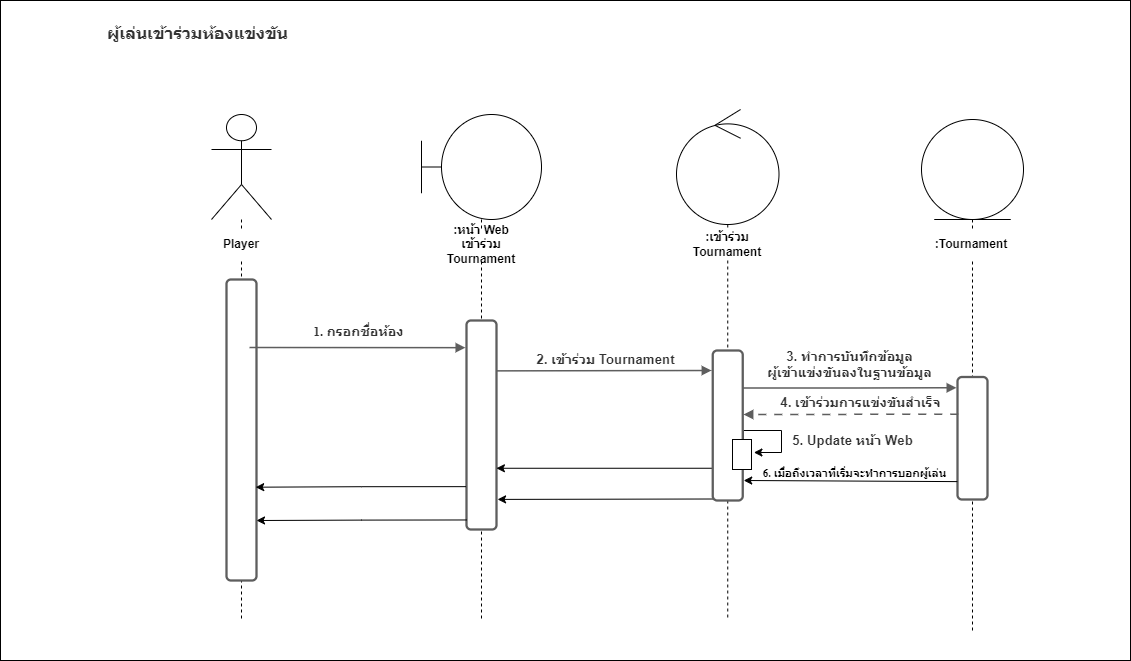 ผู้เล่นเข้าร่วมห้องแข่งขัน
Player
:หน้า Web
เข้าร่วม
Tournament
:เข้าร่วม
Tournament
:Tournament
1. กรอกชื่อห้อง
2. เข้าร่วม Tournament
3. ทำการบันทึกข้อมูล
ผู้เข้าแข่งขันลงในฐานข้อมูล
4. เข้าร่วมการแข่งขันสำเร็จ
5. Update หน้า Web
6. เมื่อถึงเวลาที่เริ่มจะทำการบอกผู้เล่น